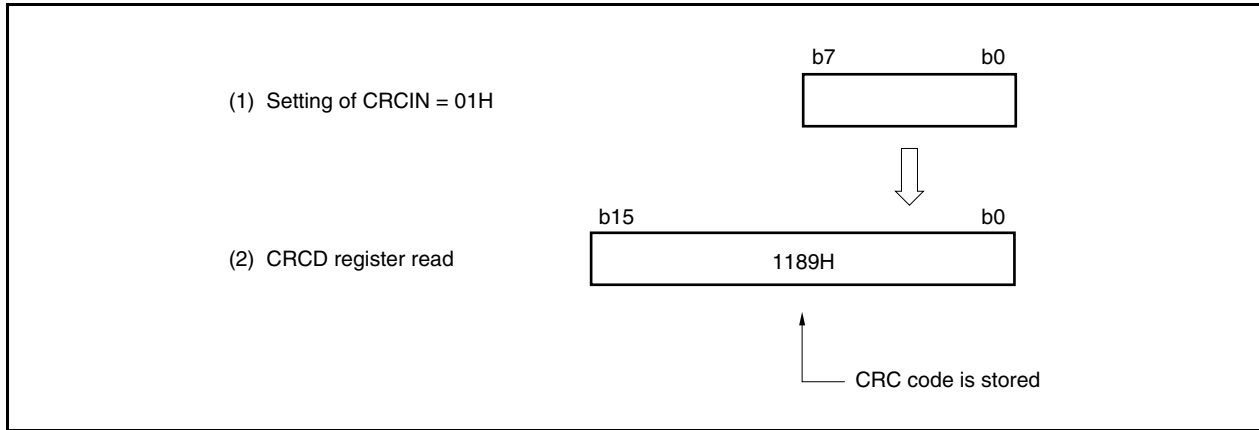 b7 b0
(1) Setting of CRCIN = 01H
b15 b0
(2) CRCD register read 1189H
CRC code is stored